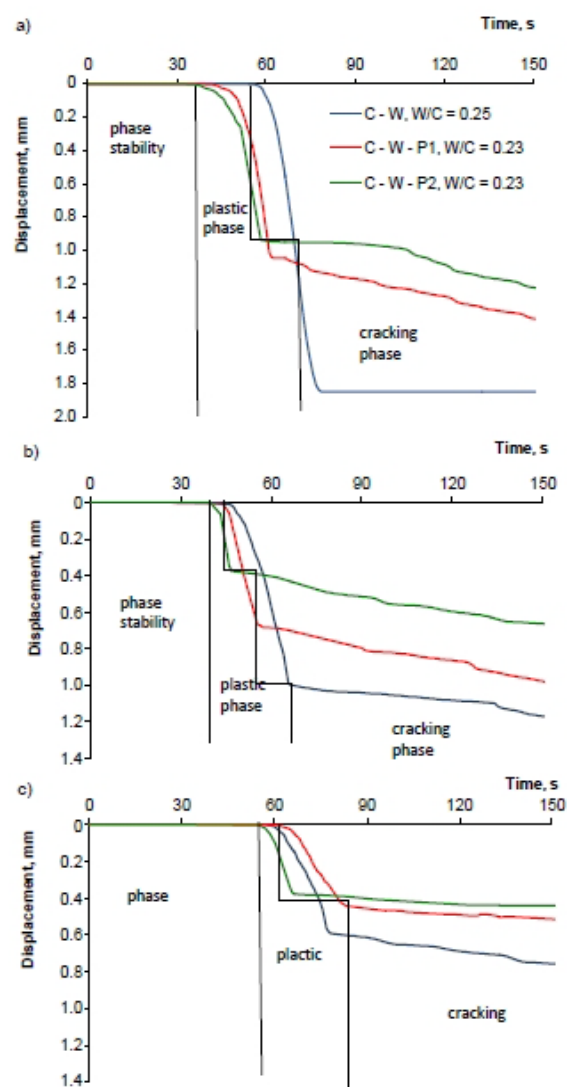 a)
Time, s
0 30 60 90 120 150
0
0.2
0.4
0.6
0.8
1.0
1.2
1.4
1.6
1.8
2.0
Displacement, mm
C - W, W/C = 0.25
C - W - P1, W/C = 0.23
C - W - P2, W/C = 0.23
phase
stability
plastic
phase
cracking
phase
b)
Time, s
0 30 60 90 120 150
0
0.2
0.4
0.6
0.8
1.0
1.2
1.4
Displacement, mm
phase
stability
plastic
phase
cracking
phase
c)
Time, s
0 30 60 90 120 150
0
0.2
0.4
0.6
0.8
1.0
1.2
1.4
Displacement, mm
phase
plactic
cracking